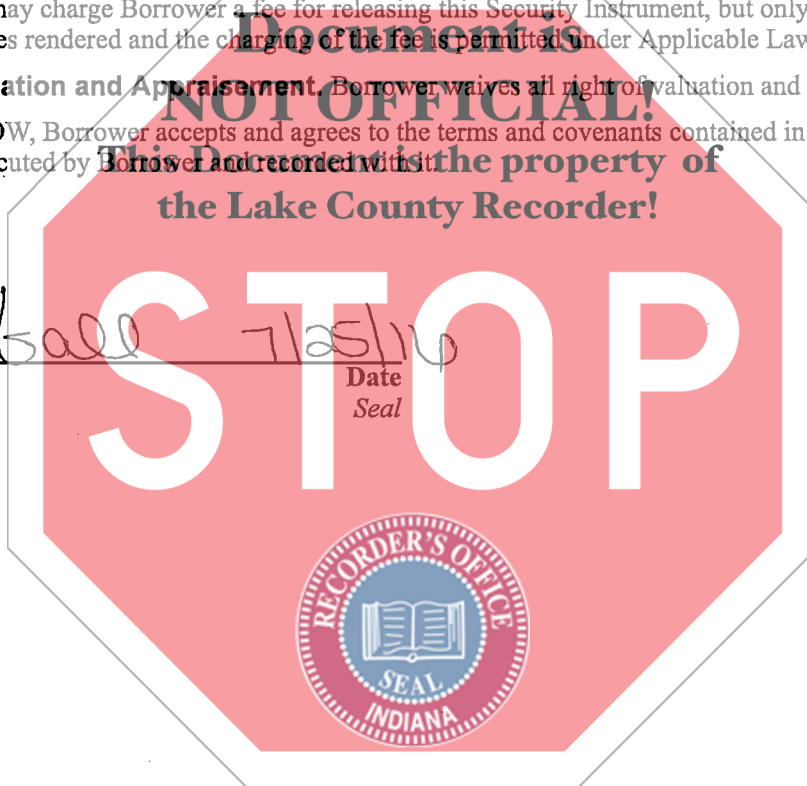 may charge Borrower a fee for releasing this Security Instrument, but only
Document is
es rendered and the charging of the fee is permitted under Applicable Law
ation and Appraisement. Borrower waives all right of valuation and
NOT OFFICIAL!
OW, Borrower accepts and agrees to the terms and covenants contained in
cuted by Borrower and recorded with it.
This Document is the property of
the Lake County Recorder!
STOP
7/25/16
Date
Seal
RECORDER'S OFFICE
SEAL
INDIANA